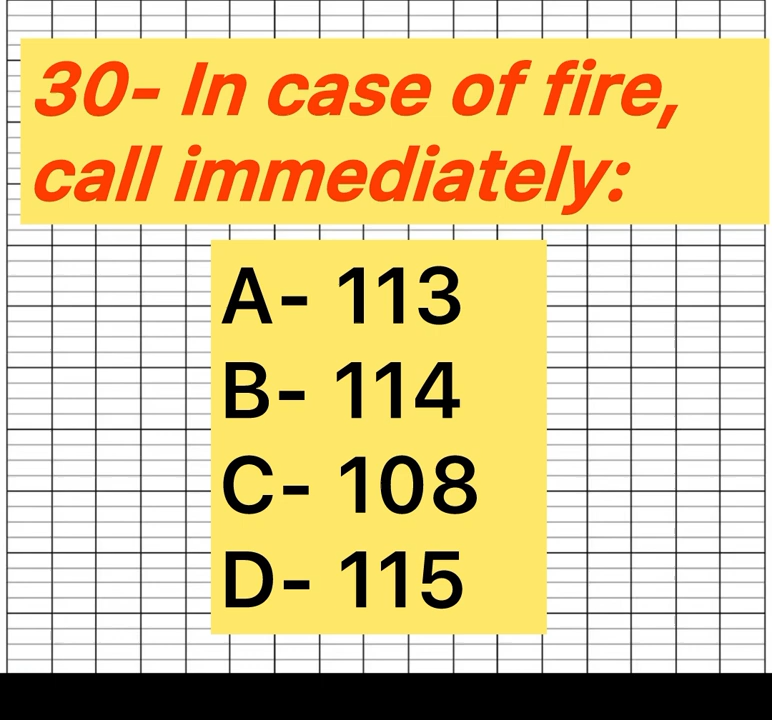 30- In case of fire,
call immediately:
A- 113
B- 114
C- 108
D- 115